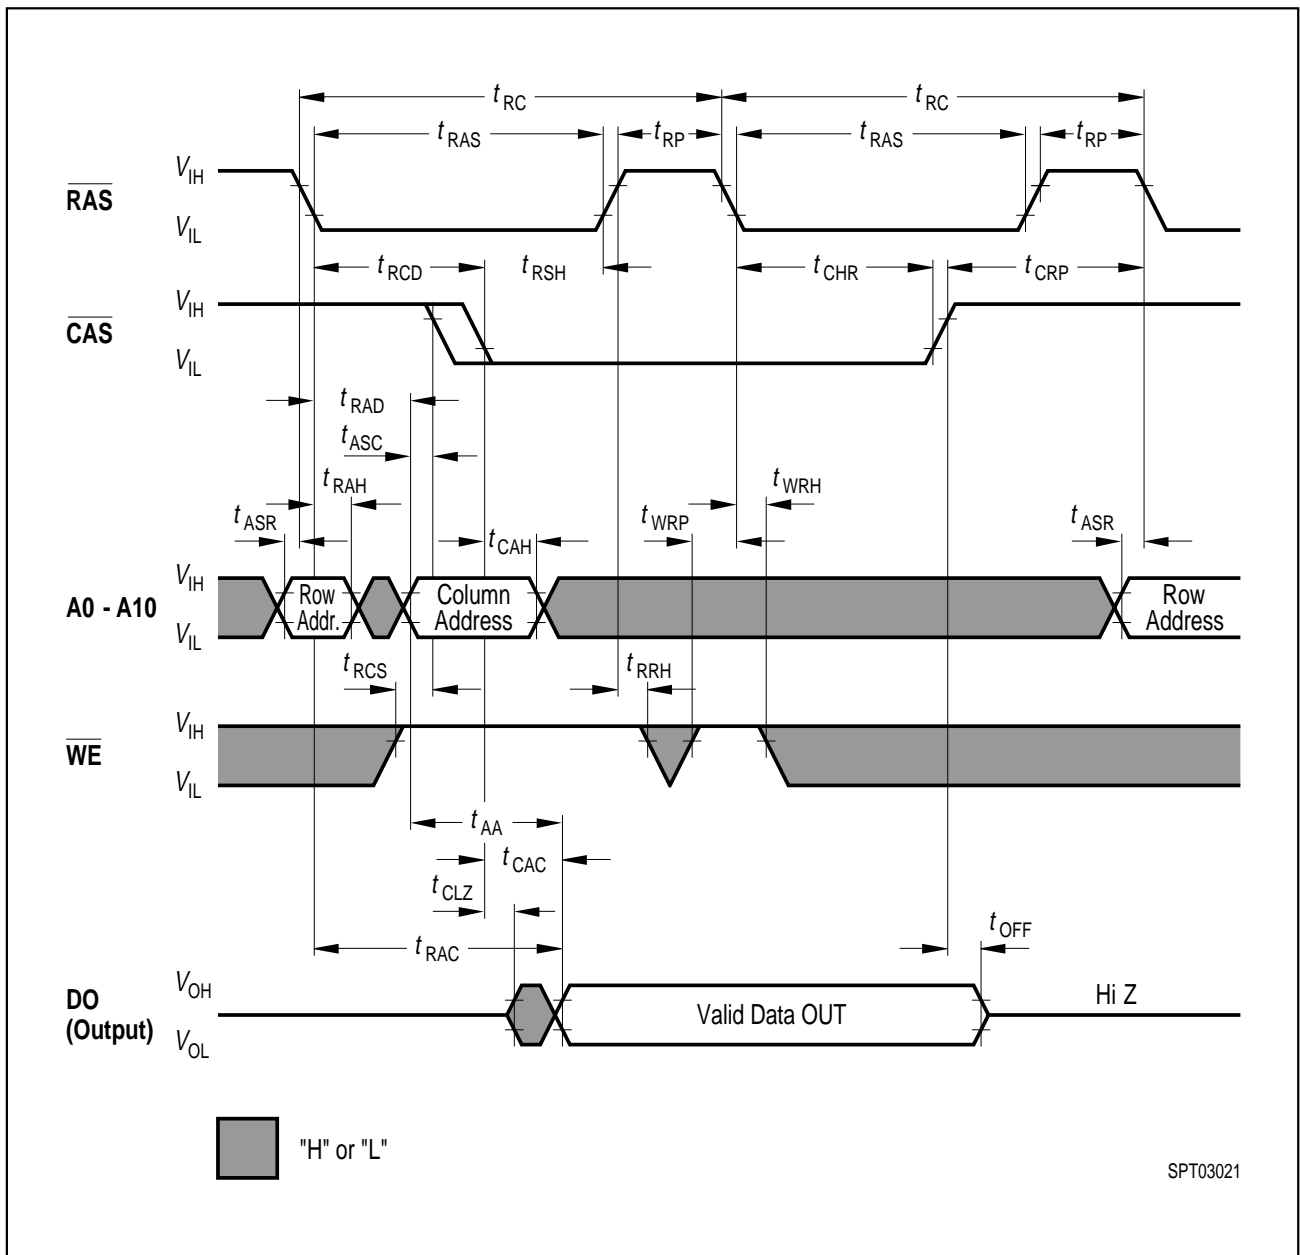 tRC tRC
tRAS tRP tRAS tRP
VIH
RAS
VIL
tRCD tRSH tCHR tCRP
VIH
CAS
VIL
tRAD
tASC
tRAH tWRH
tASR tWRP tASR
tCAH
VIH
A0 - A10 Row Addr. Column Address Row Address
VIL
tRCS tRRH
VIH
WE
VIL
tAA
tCAC
tCLZ
tOFF
tRAC
VOH
DO (Output) Valid Data OUT Hi Z
VOL
"H" or "L"
SPT03021